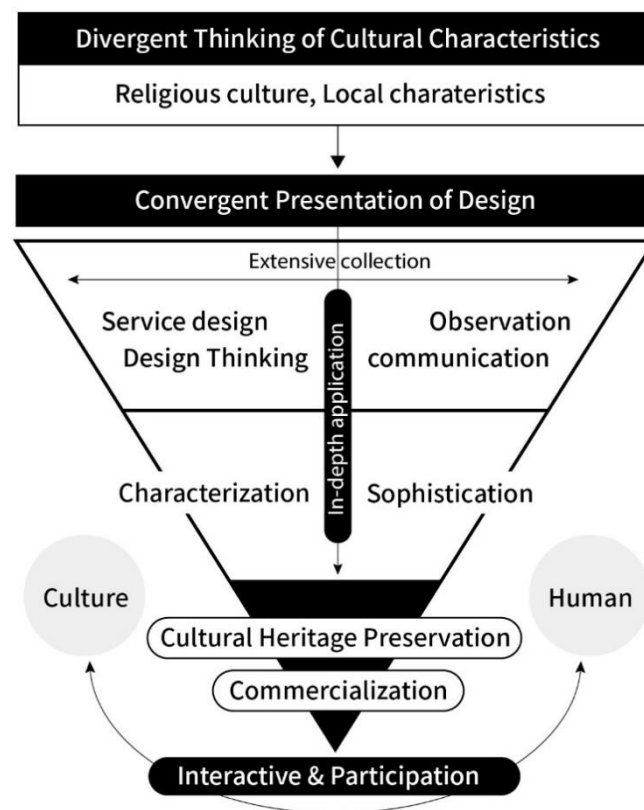 Divergent Thinking of Cultural Characteristics
Religious culture, Local charateristics
Convergent Presentation of Design
Extensive collection
Service design
Design Thinking
Observation
communication
In-depth application
Characterization
Sophistication
Culture
Human
Cultural Heritage Preservation
Commercialization
Interactive & Participation